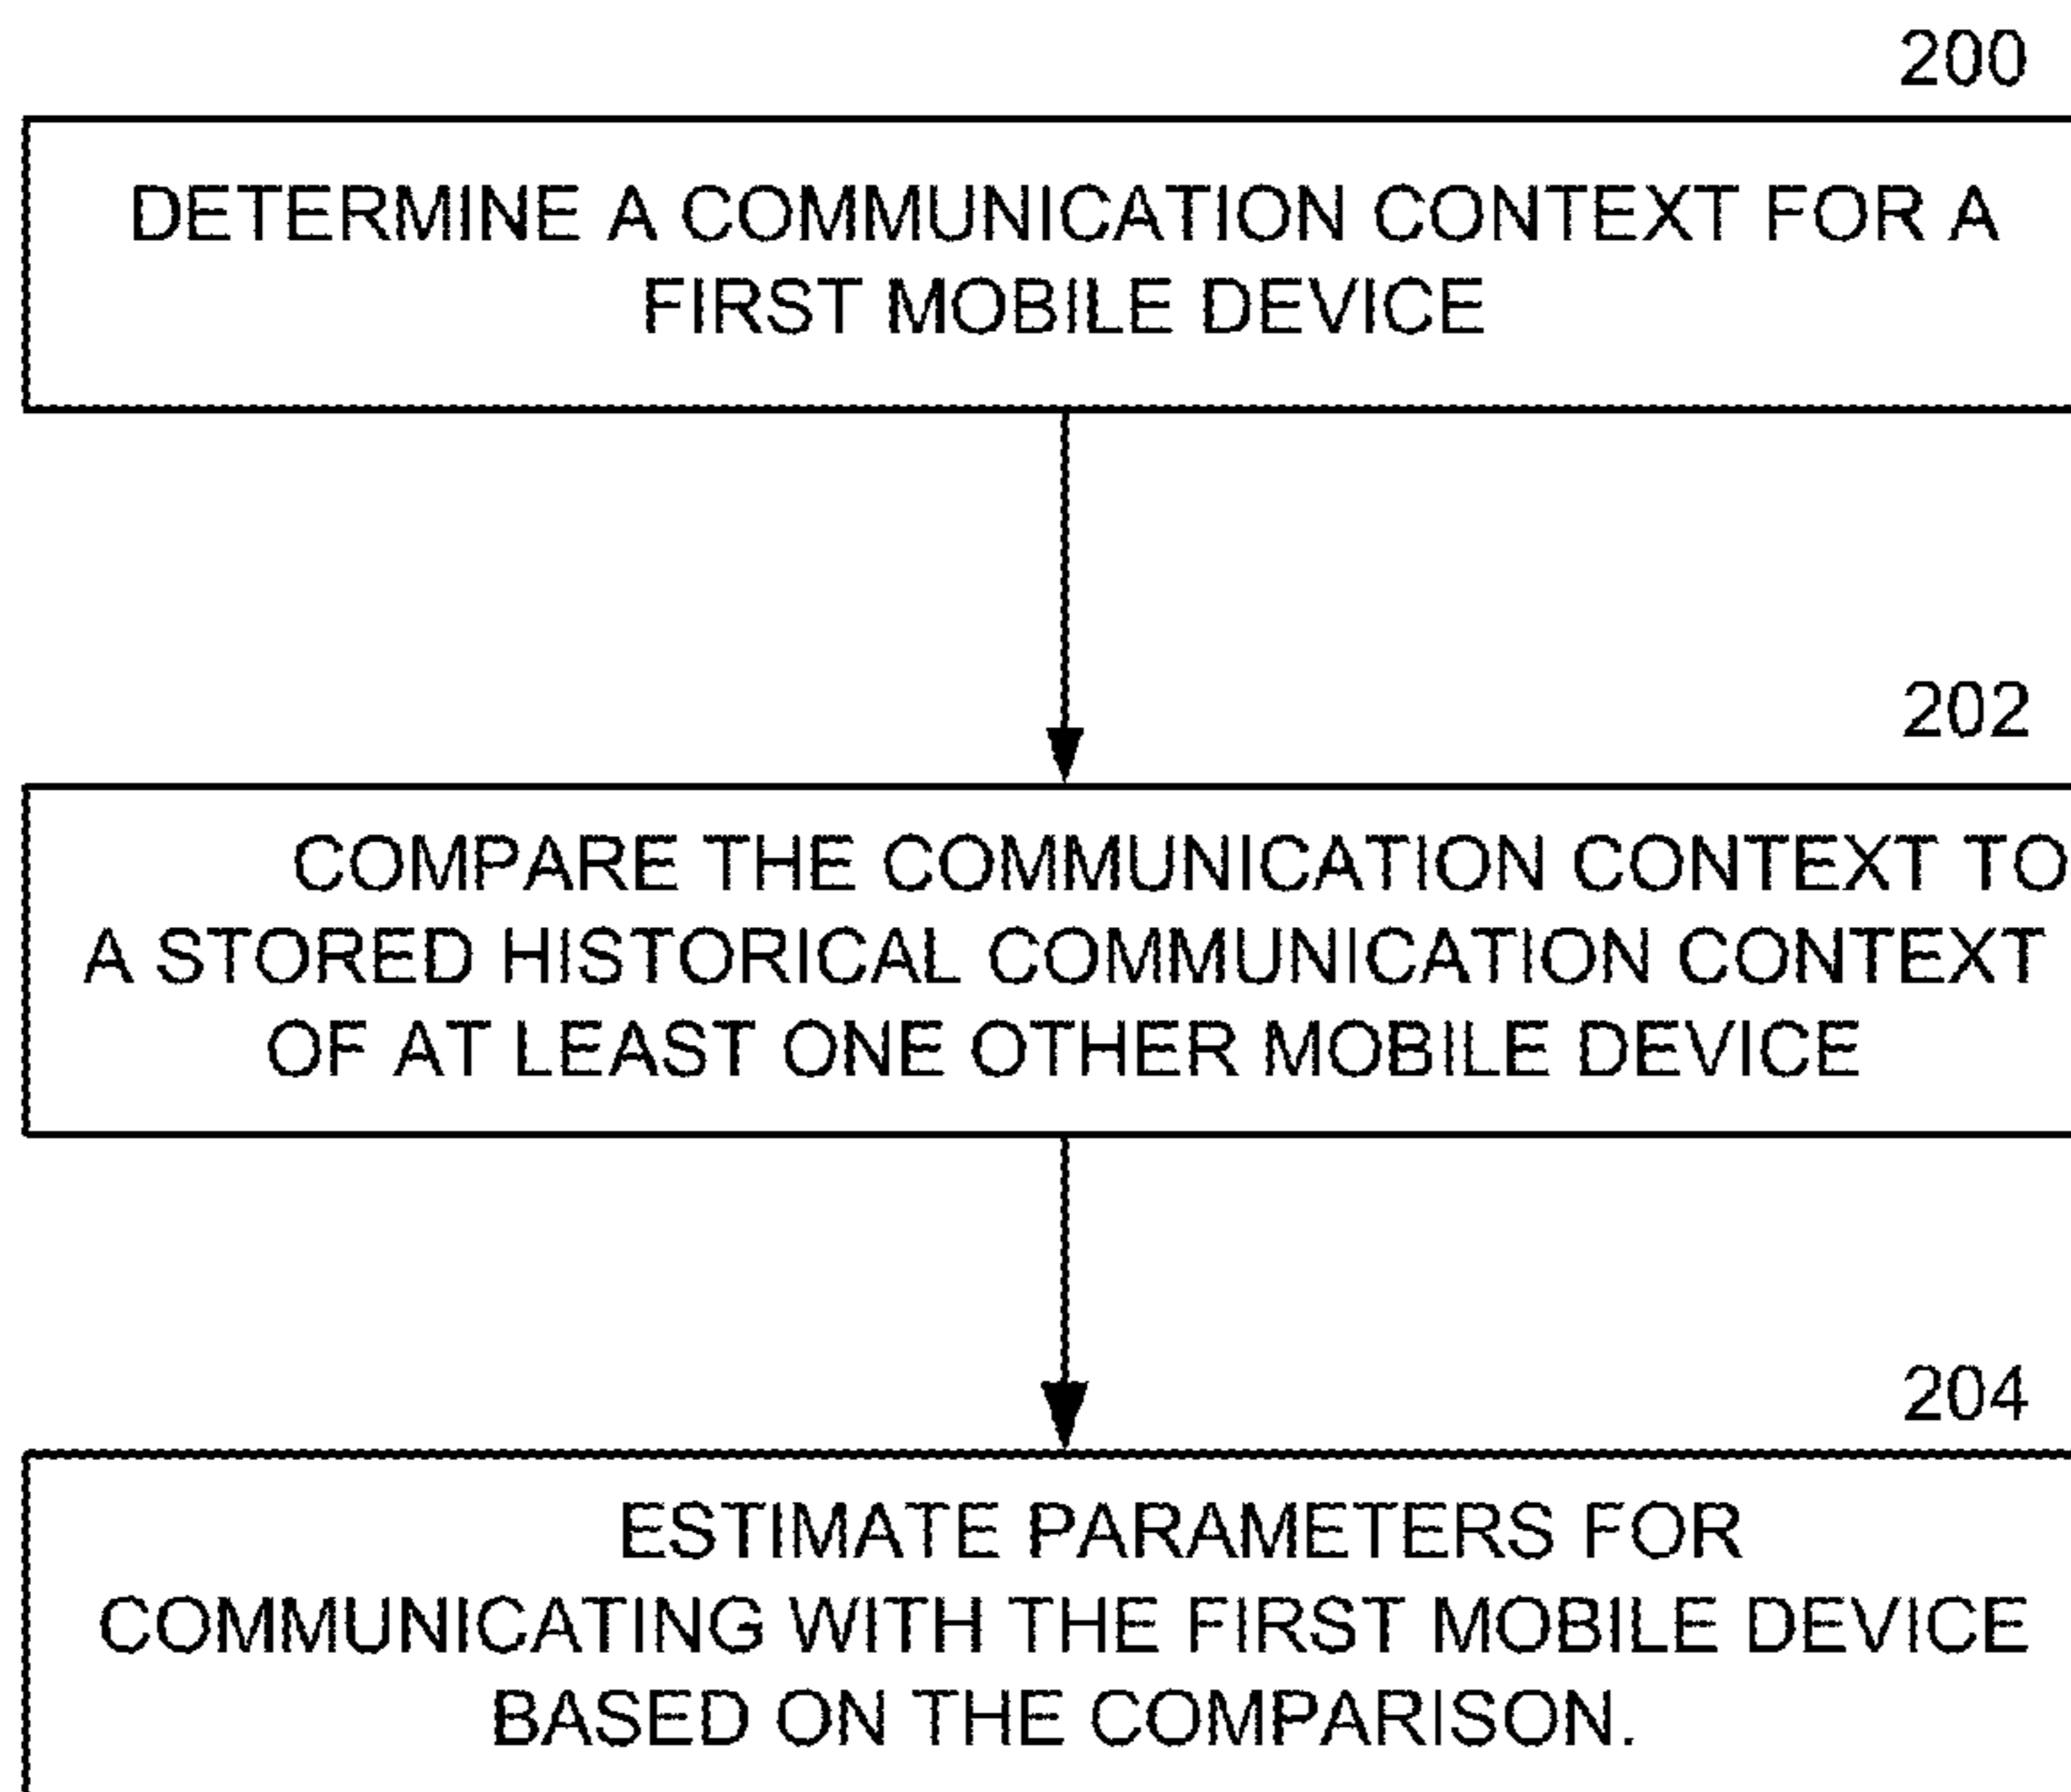 200
DETERMINE A COMMUNICATION CONTEXT FOR A
FIRST MOBILE DEVICE
202
COMPARE THE COMMUNICATION CONTEXT TO
A STORED HISTORICAL COMMUNICATION CONTEXT
OF AT LEAST ONE OTHER MOBILE DEVICE
204
ESTIMATE PARAMETERS FOR
COMMUNICATING WITH THE FIRST MOBILE DEVICE
BASED ON THE COMPARISON.